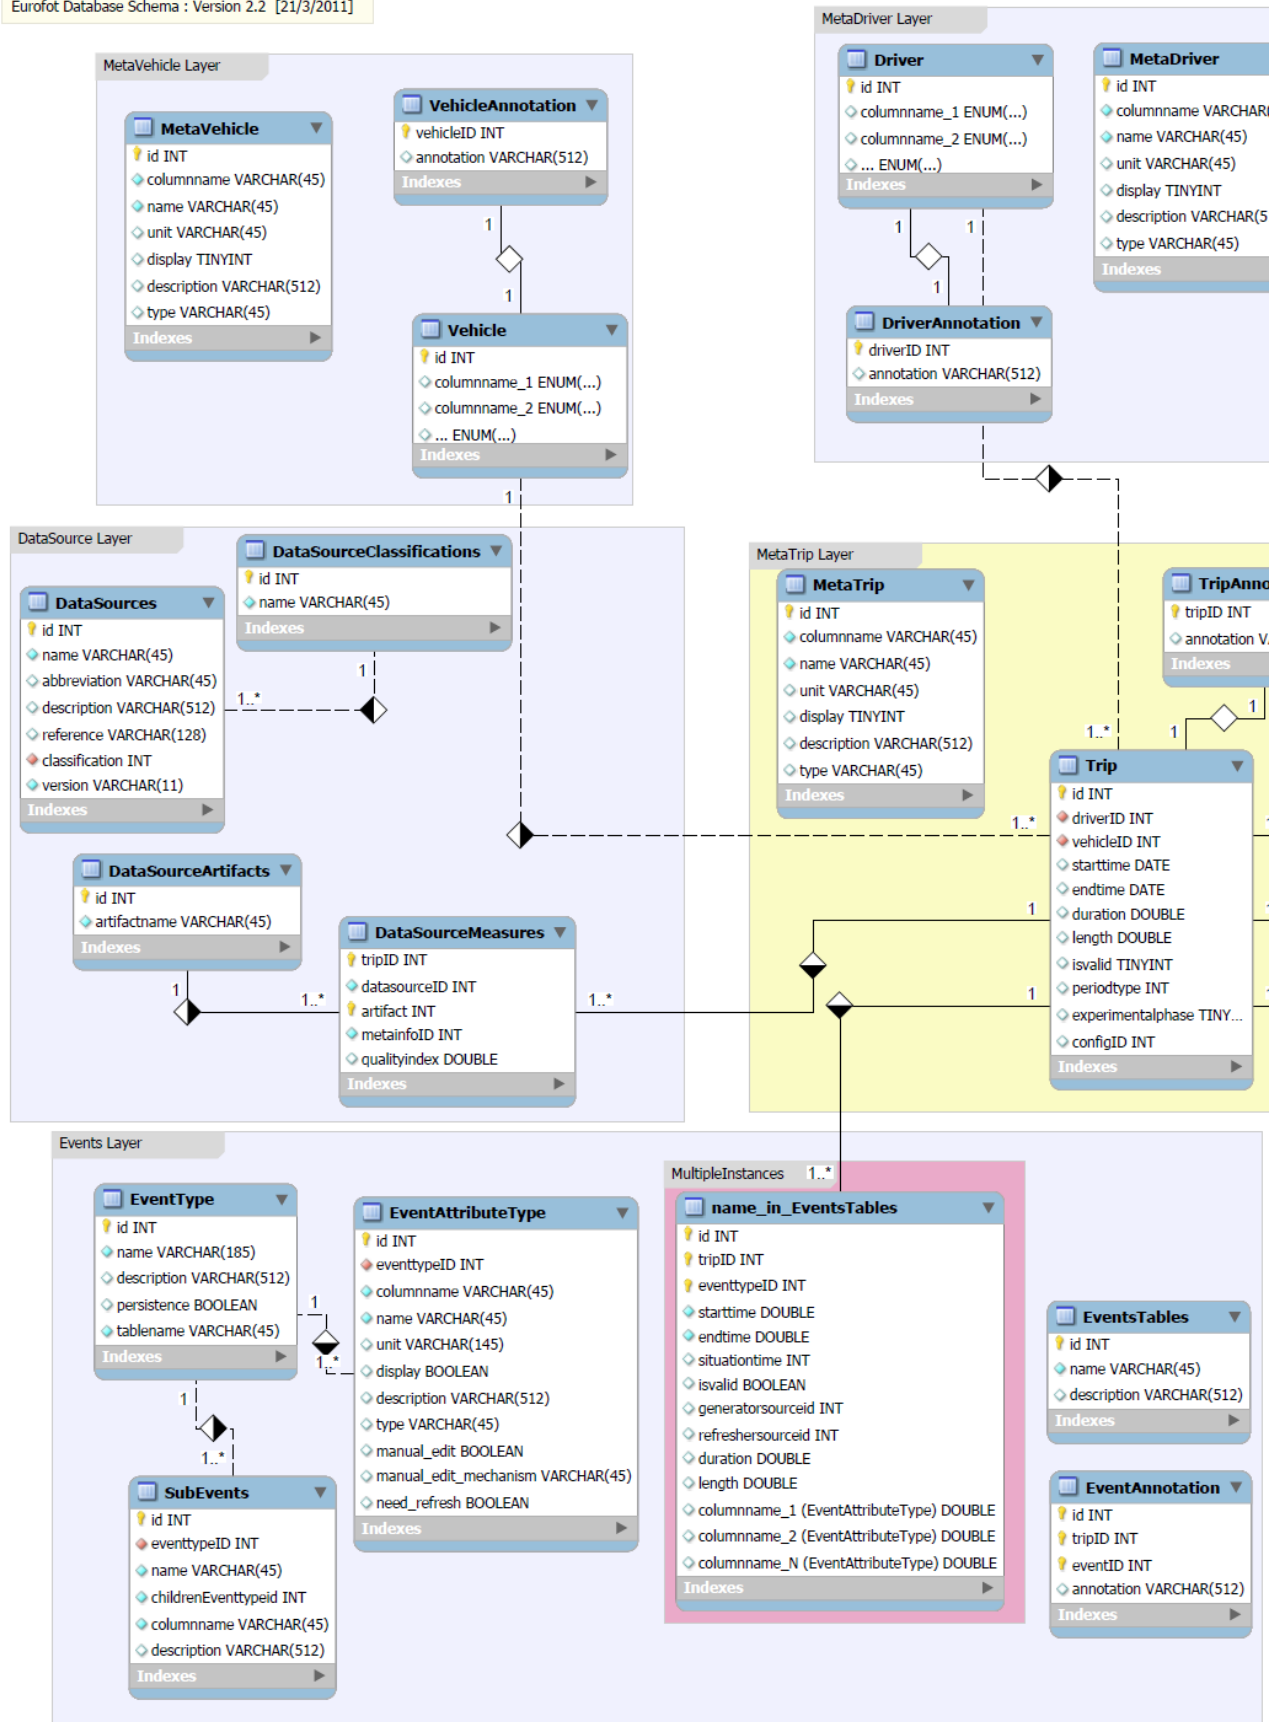 Eurofot Database Schema : Version 2.2 [21/3/2011]
MetaVehicle Layer
MetaVehicle
id INT
columnname VARCHAR(45)
name VARCHAR(45)
unit VARCHAR(45)
display TINYINT
description VARCHAR(512)
type VARCHAR(45)
Indexes
VehicleAnnotation
vehicleID INT
annotation VARCHAR(512)
Indexes
1
1
Vehicle
id INT
columnname_1 ENUM(...)
columnname_2 ENUM(...)
... ENUM(...)
Indexes
1
MetaDriver Layer
Driver
id INT
columnname_1 ENUM(...)
columnname_2 ENUM(...)
... ENUM(...)
Indexes
1
1
1
DriverAnnotation
driverID INT
annotation VARCHAR(512)
Indexes
MetaDriver
id INT
columnname VARCHAR(
name VARCHAR(45)
unit VARCHAR(45)
display TINYINT
description VARCHAR(5
type VARCHAR(45)
Indexes
DataSource Layer
DataSources
id INT
name VARCHAR(45)
abbreviation VARCHAR(45)
description VARCHAR(512)
reference VARCHAR(128)
classification INT
version VARCHAR(11)
Indexes
DataSourceClassifications
id INT
name VARCHAR(45)
Indexes
1
1..*
DataSourceArtifacts
id INT
artifactname VARCHAR(45)
Indexes
1
1..*
DataSourceMeasures
tripID INT
datasourceID INT
artifact INT
metainfoID INT
qualityindex DOUBLE
Indexes
1..*
MetaTrip Layer
MetaTrip
id INT
columnname VARCHAR(45)
name VARCHAR(45)
unit VARCHAR(45)
display TINYINT
description VARCHAR(512)
type VARCHAR(45)
Indexes
TripAnno
tripID INT
annotation VA
Indexes
1
1
1..*
1..*
1
1
Trip
id INT
driverID INT
vehicleID INT
starttime DATE
endtime DATE
duration DOUBLE
length DOUBLE
isvalid TINYINT
periodtype INT
experimentalphase TINY...
configID INT
Indexes
Events Layer
EventType
id INT
name VARCHAR(185)
description VARCHAR(512)
persistence BOOLEAN
tablename VARCHAR(45)
Indexes
1
1..*
1
1..*
SubEvents
id INT
eventtypeID INT
name VARCHAR(45)
childrenEventtypeid INT
columnname VARCHAR(45)
description VARCHAR(512)
Indexes
EventAttributeType
id INT
eventtypeID INT
columnname VARCHAR(45)
name VARCHAR(45)
unit VARCHAR(145)
display BOOLEAN
description VARCHAR(512)
type VARCHAR(45)
manual_edit BOOLEAN
manual_edit_mechanism VARCHAR(45)
need_refresh BOOLEAN
Indexes
MultipleInstances
1..*
name_in_EventsTables
id INT
tripID INT
eventtypeID INT
starttime DOUBLE
endtime DOUBLE
situationtime INT
isvalid BOOLEAN
generatorsourceid INT
refreshersourceid INT
duration DOUBLE
length DOUBLE
columnname_1 (EventAttributeType) DOUBLE
columnname_2 (EventAttributeType) DOUBLE
columnname_N (EventAttributeType) DOUBLE
Indexes
EventsTables
id INT
name VARCHAR(45)
description VARCHAR(512)
Indexes
EventAnnotation
id INT
tripID INT
eventID INT
annotation VARCHAR(512)
Indexes